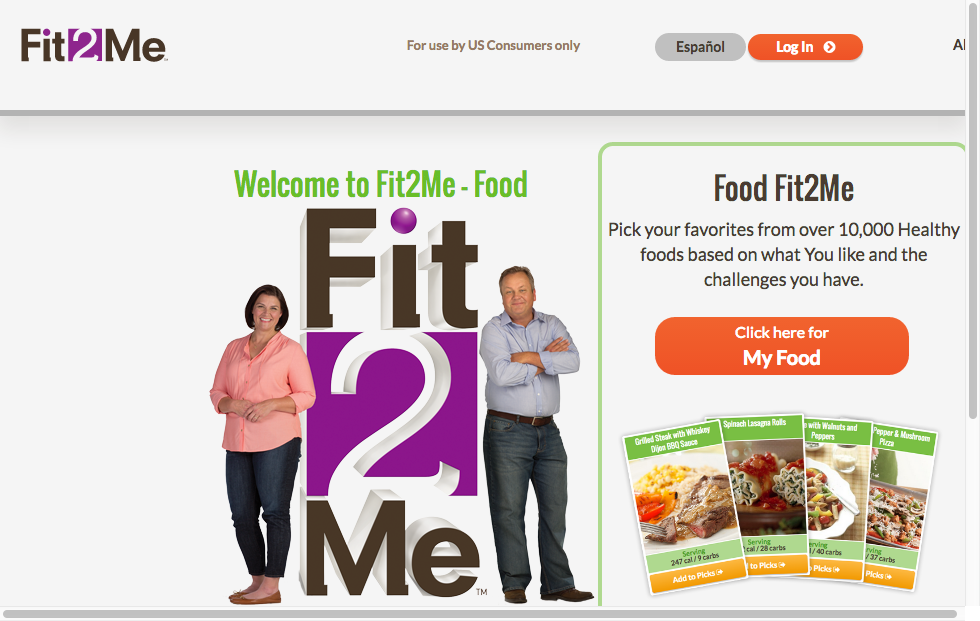 Fit2Me™
For use by US Consumers only
Español
Log In
Welcome to Fit2Me - Food
Fit
2
Me™
Food Fit2Me
Pick your favorites from over 10,000 Healthy
foods based on what You like and the
challenges you have.
Click here for
My Food
Grilled Steak with Whiskey
Dijon BBQ Sauce
Serving
247 cal / 9 carbs
Add to Picks
Spinach Lasagna Rolls
Serving
cal / 28 carbs
to Picks
with Walnuts and
Peppers
/ 40 carbs
Picks
Pepper & Mushroom
Pizza
/ 37 carbs
Picks